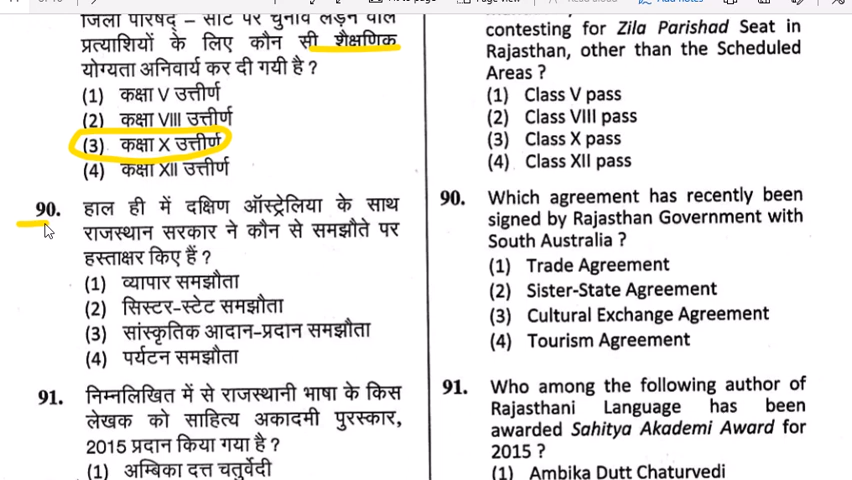 जिला परिषद् – सीट पर चुनाव लड़ने वाले
प्रत्याशियों के लिए कौन सी शैक्षणिक
योग्यता अनिवार्य कर दी गयी है ?
(1) कक्षा V उत्तीर्ण
(2) कक्षा VIII उत्तीर्ण
(3) कक्षा X उत्तीर्ण
(4) कक्षा XII उत्तीर्ण
90. हाल ही में दक्षिण ऑस्ट्रेलिया के साथ
राजस्थान सरकार ने कौन से समझौते पर
हस्ताक्षर किए हैं ?
(1) व्यापार समझौता
(2) सिस्टर-स्टेट समझौता
(3) सांस्कृतिक आदान-प्रदान समझौता
(4) पर्यटन समझौता
91. निम्नलिखित में से राजस्थानी भाषा के किस
लेखक को साहित्य अकादमी पुरस्कार,
2015 प्रदान किया गया है ?
(1) अम्बिका दत्त चतुर्वेदी
contesting for Zila Parishad Seat in
Rajasthan, other than the Scheduled
Areas ?
(1) Class V pass
(2) Class VIII pass
(3) Class X pass
(4) Class XII pass
90. Which agreement has recently been
signed by Rajasthan Government with
South Australia ?
(1) Trade Agreement
(2) Sister-State Agreement
(3) Cultural Exchange Agreement
(4) Tourism Agreement
91. Who among the following author of
Rajasthani Language has been
awarded Sahitya Akademi Award for
2015 ?
(1) Ambika Dutt Chaturvedi